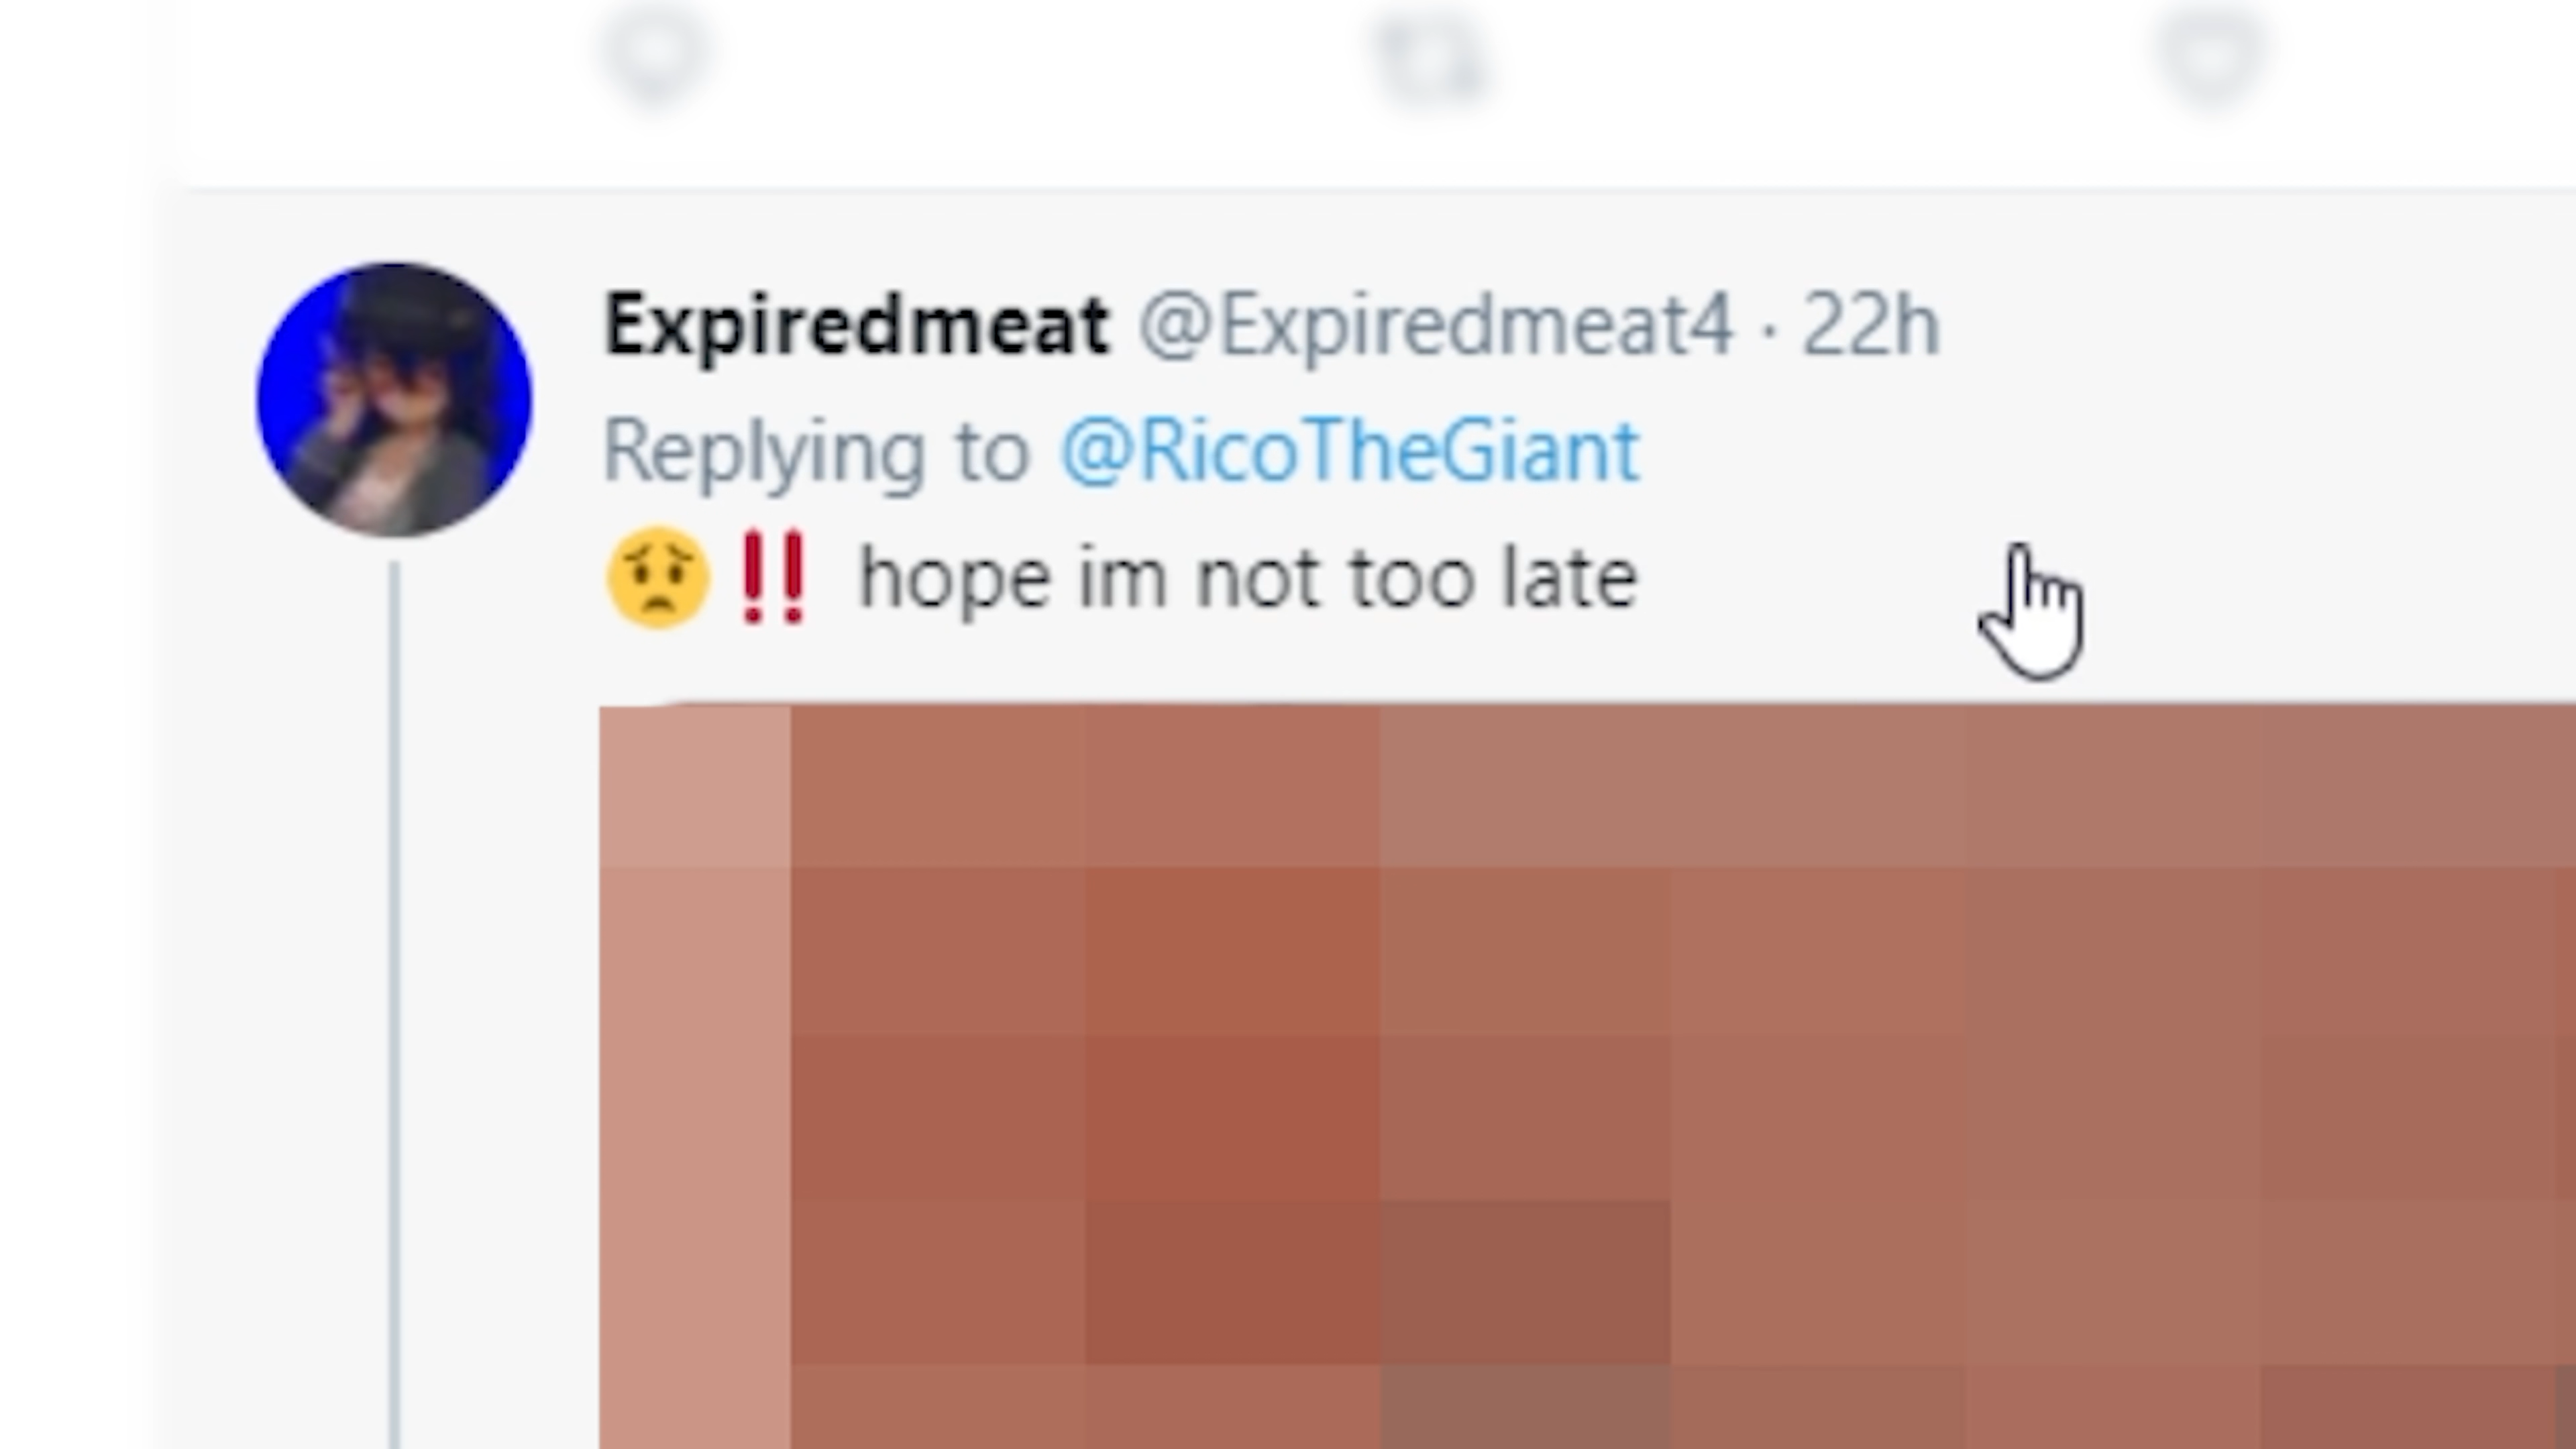 Expiredmeat @Expiredmeat4 · 22h
Replying to @RicoTheGiant
😟‼ hope im not too late